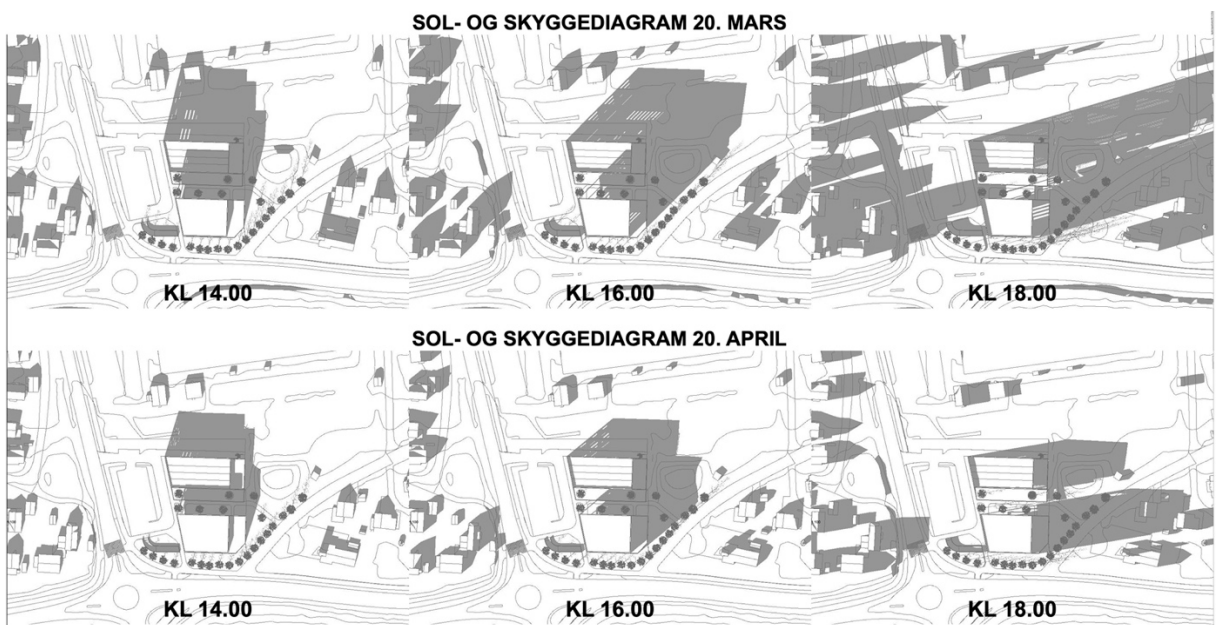 SOL- OG SKYGGEDIAGRAM 20. MARS
KL 14.00
KL 16.00
KL 18.00
SOL- OG SKYGGEDIAGRAM 20. APRIL
KL 14.00
KL 16.00
KL 18.00